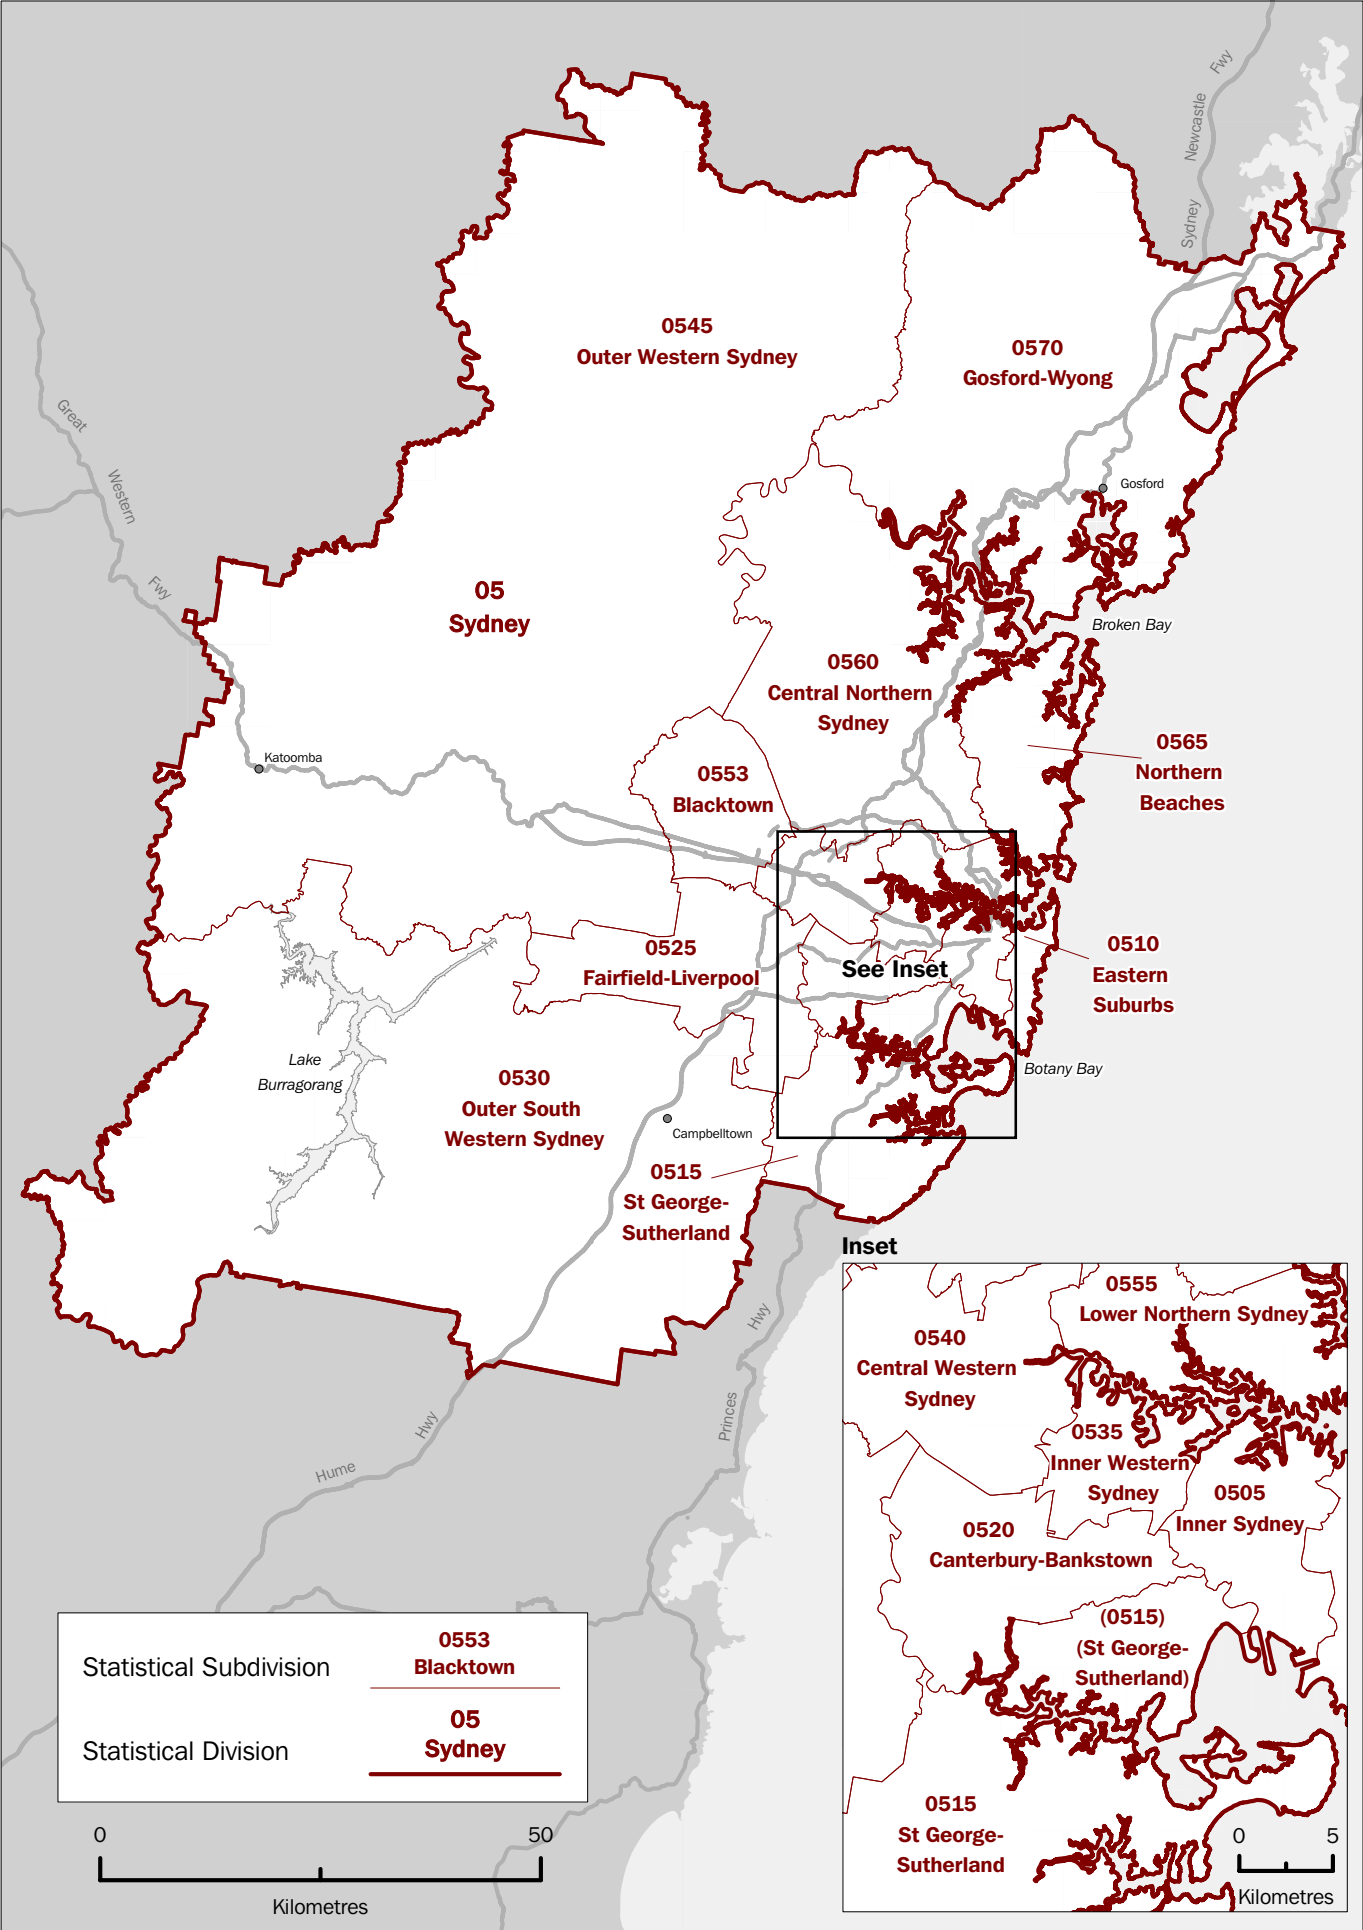 Sydney
Newcastle
Fwy
0545
Outer Western Sydney
0570
Gosford-Wyong
Great
Western
Fwy
Gosford
05
Sydney
Broken Bay
0560
Central Northern
Sydney
0565
Northern
Beaches
Katoomba
0553
Blacktown
0525
Fairfield-Liverpool
See Inset
0510
Eastern
Suburbs
Lake
Burragorang
0530
Outer South
Western Sydney
Botany Bay
Campbelltown
0515
St George-
Sutherland
Inset
0555
Lower Northern Sydney
0540
Central Western
Sydney
0535
Inner Western
Sydney
0505
Inner Sydney
0520
Canterbury-Bankstown
(0515)
(St George-
Sutherland)
0515
St George-
Sutherland
0 5
Kilometres
Princes
Hwy
Hume
Hwy
Statistical Subdivision
0553
Blacktown
Statistical Division
05
Sydney
0 50
Kilometres